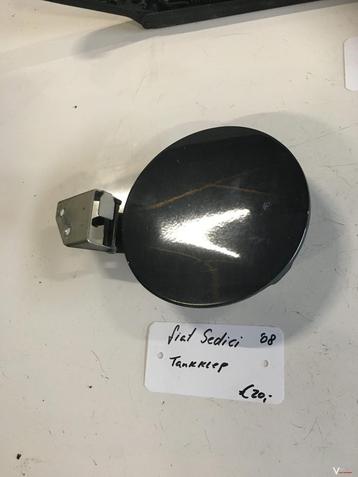 fiat Sedici '08
Tankklep
€20,-